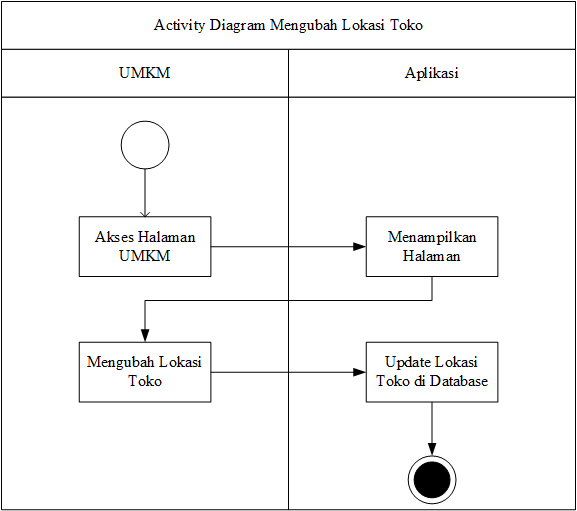 Activity Diagram Mengubah Lokasi Toko
UMKM
Aplikasi
Akses Halaman
UMKM
Menampilkan
Halaman
Mengubah Lokasi
Toko
Update Lokasi
Toko di Database